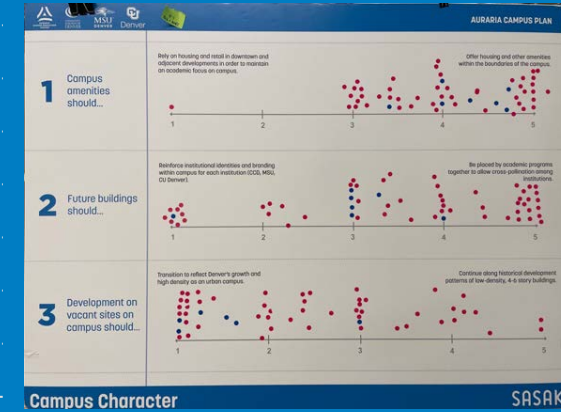 MSU
DENVER
Denver
AURARIA CAMPUS PLAN
1
Campus
amenities
should...
Rely on housing and retail in downtown and
adjacent developments in order to maintain
an academic focus on campus.
Offer housing and other amenities
within the boundaries of the campus.
1 2 3 4 5
2
Future buildings
should...
Reinforce institutional identities and branding
within campus for each institution (CCD, MSU,
CU Denver).
Be placed by academic programs
together to allow cross-pollination among
institutions.
1 2 3 4 5
3
Development on
vacant sites on
campus should...
Transition to reflect Denver's growth and
high density as an urban campus.
Continue along historical development
patterns of low-density, 4-6 story buildings.
1 2 3 4 5
Campus Character
SASAK